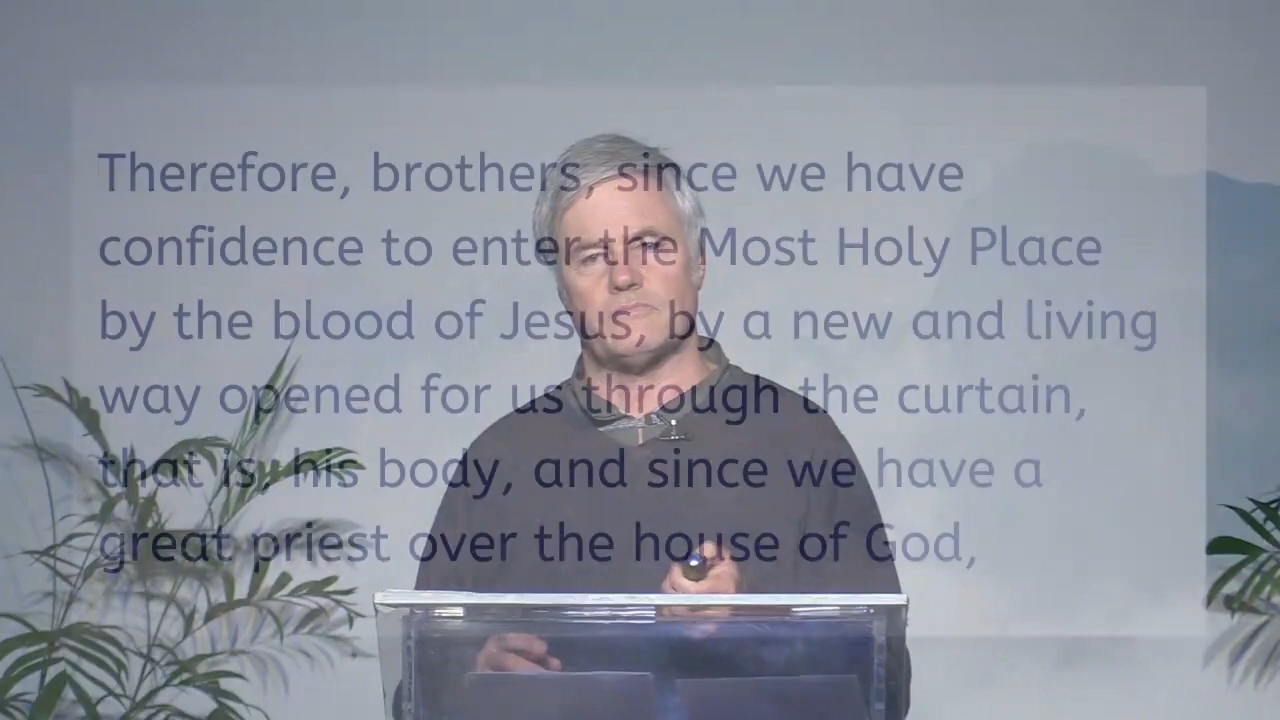 Therefore, brothers, since we have
confidence to enter the Most Holy Place
by the blood of Jesus, by a new and living
way opened for us through the curtain,
that is, his body, and since we have a
great priest over the house of God,